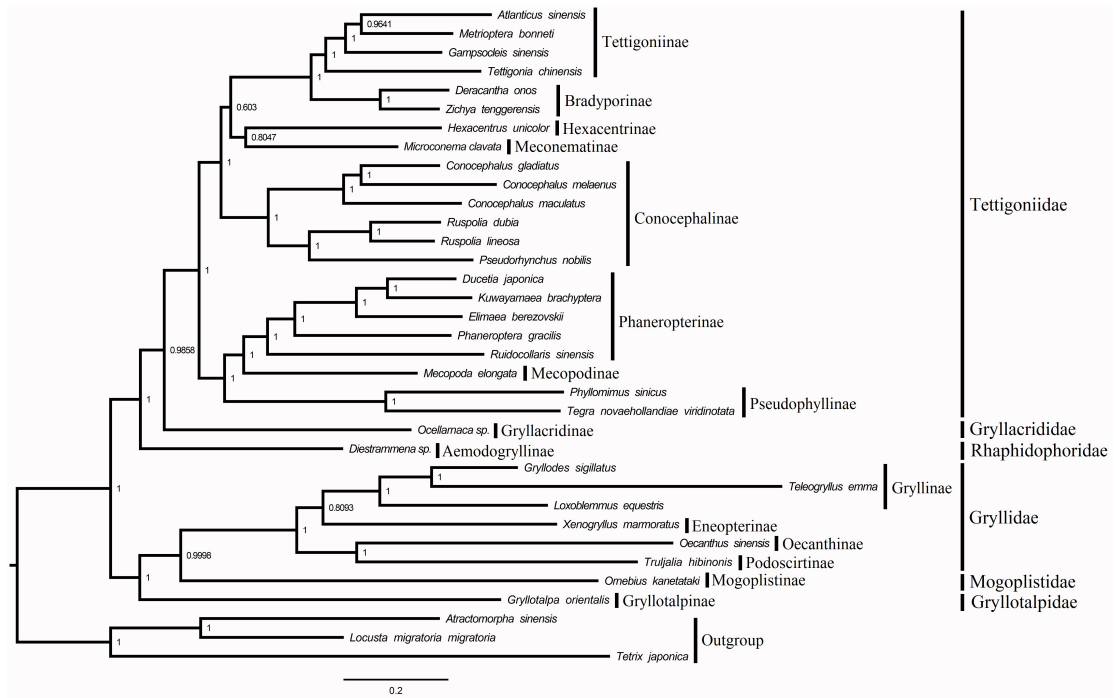 Atlanticus sinensis
0.9641
Metrioptera bonneti
1
Tettigoniinae
Gampsocleis sinensis
1
Tettigonia chinensis
1
Deracantha onos
1
Bradyporinae
Zichya tenggerensis
0.603
Hexacentrus unicolor
Hexacentrinae
0.8047
Microconema clavata
Meconematinae
1
Conocephalus gladiatus
1
Conocephalus melaenus
1
Conocephalus maculatus
Tettigoniidae
1
Conocephalinae
Ruspolia dubia
1
Ruspolia lineosa
1
Pseudorhynchus nobilis
1
Ducetia japonica
1
Kuwayamaea brachyptera
1
Elimaea berezovskii
1
Phaneropterinae
Phaneroptera gracilis
1
0.9858
Ruidocollaris sinensis
1
Mecopoda elongata
Mecopodinae
1
Phyllomimus sinicus
1
Pseudophyllinae
Tegra novaehollandiae viridinotata
1
Ocellarnaca sp.
Gryllacridinae
Gryllacrididae
Diestrammena sp.
Aemodogryllinae
Rhaphidophoridae
Gryllodes sigillatus
1
Teleogryllus emma
Gryllinae
1
1
Loxoblemmus equestris
0.8093
Gryllidae
Xenogryllus marmoratus
Eneopterinae
1
Oecanthus sinensis
Oecanthinae
1
0.9998
Truljalia hibinonis
Podoscirtinae
1
Ornebius kanetataki
Mogoplistinae
Mogoplistidae
Gryllotalpa orientalis
Gryllotalpinae
Gryllotalpidae
Atractomorpha sinensis
1
Locusta migratoria migratoria
Outgroup
1
Tetrix japonica
0.2